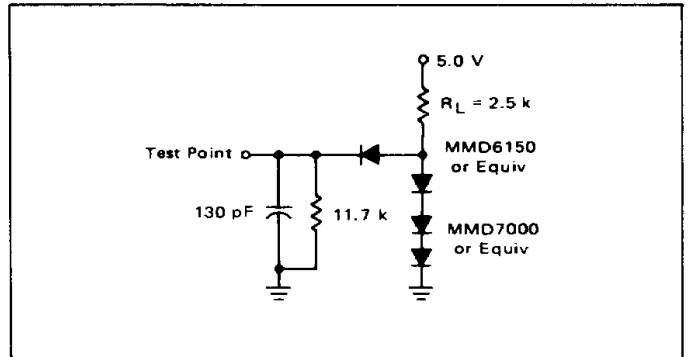 5.0 V
R_L = 2.5 k
Test Point
MMD6150
or Equiv
130 pF
11.7 k
MMD7000
or Equiv